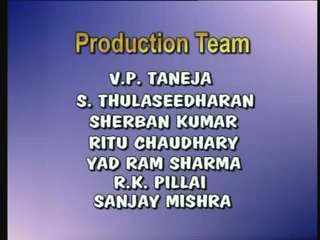 Production Team
V.P. TANEJA
S. THULASEEDHARAN
SHERBAN KUMAR
RITU CHAUDHARY
YAD RAM SHARMA
R.K. PILLAI
SANJAY MISHRA